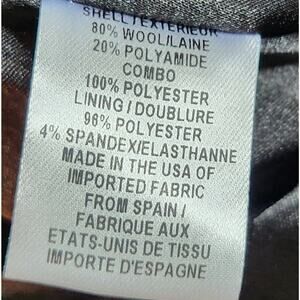 SHELL/EXTERIEUR
80% WOOL/LAINE
20% POLYAMIDE
COMBO
100% POLYESTER
LINING/DOUBLURE
96% POLYESTER
4% SPANDEX/ELASTHANNE
MADE IN THE USA OF
IMPORTED FABRIC
FROM SPAIN/
FABRIQUE AUX
ETATS-UNIS DE TISSU
IMPORTE D'ESPAGNE